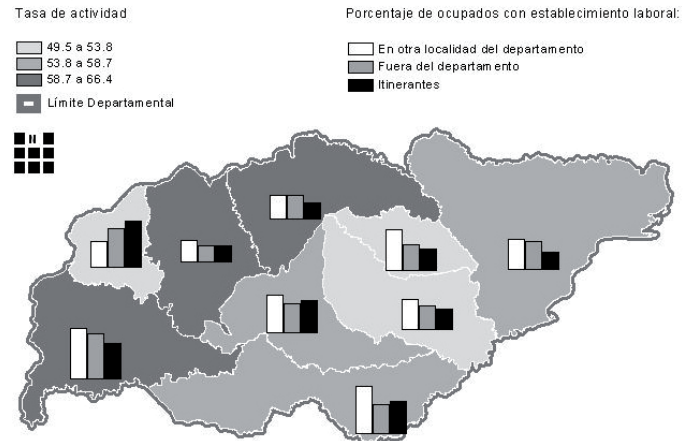 Tasa de actividad
49.5 a 53.8
53.8 a 58.7
58.7 a 66.4
Límite Departamental
N
Porcentaje de ocupados con establecimiento laboral:
En otra localidad del departamento
Fuera del departamento
Itinerantes